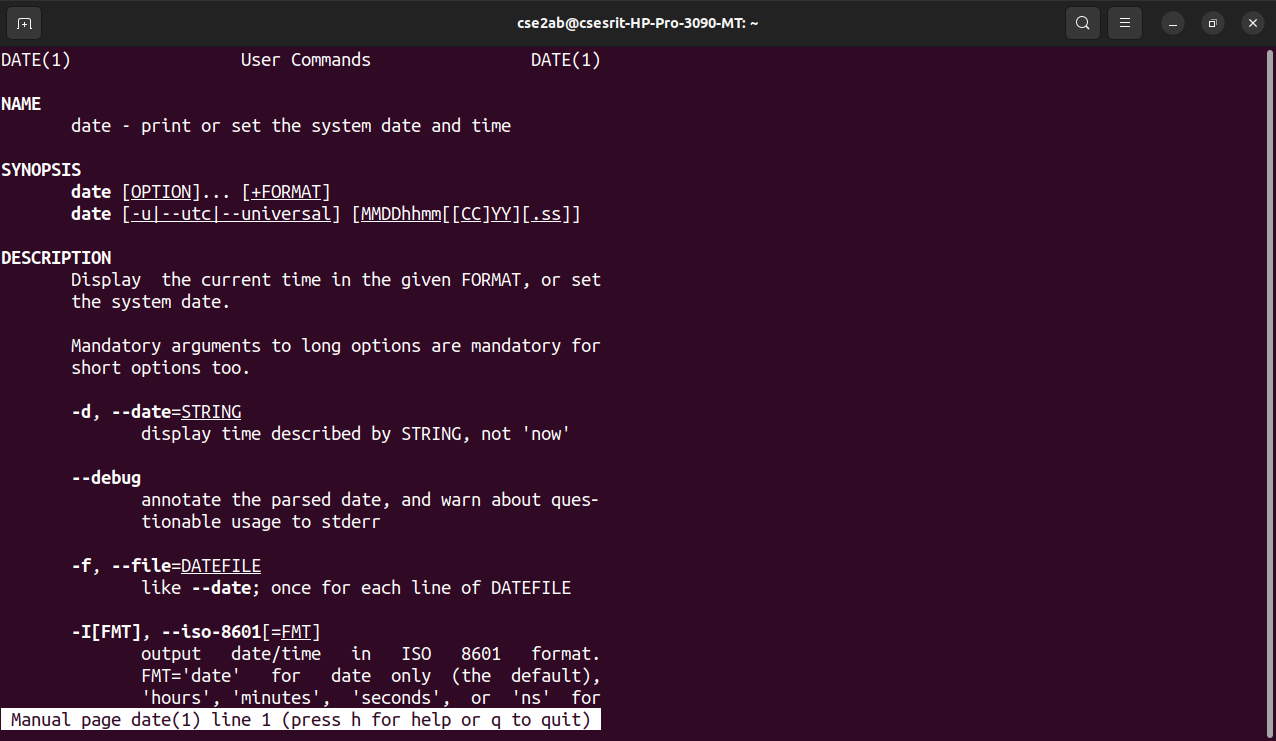 cse2ab@csesrit-HP-Pro-3090-MT: ~
DATE(1) User Commands DATE(1)
NAME
date - print or set the system date and time
SYNOPSIS
date [OPTION]... [+FORMAT]
date [-u|--utc|--universal] [MMDDhhmm[[CC]YY][.ss]]
DESCRIPTION
Display  the current time in the given FORMAT, or set
the system date.
Mandatory arguments to long options are mandatory for
short options too.
-d, --date=STRING
display time described by STRING, not 'now'
--debug
annotate the parsed date, and warn about ques-
tionable usage to stderr
-f, --file=DATEFILE
like --date; once for each line of DATEFILE
-I[FMT], --iso-8601[=FMT]
output date/time in ISO 8601 format.
FMT='date' for date only (the default),
'hours', 'minutes', 'seconds', or 'ns' for
Manual page date(1) line 1 (press h for help or q to quit)